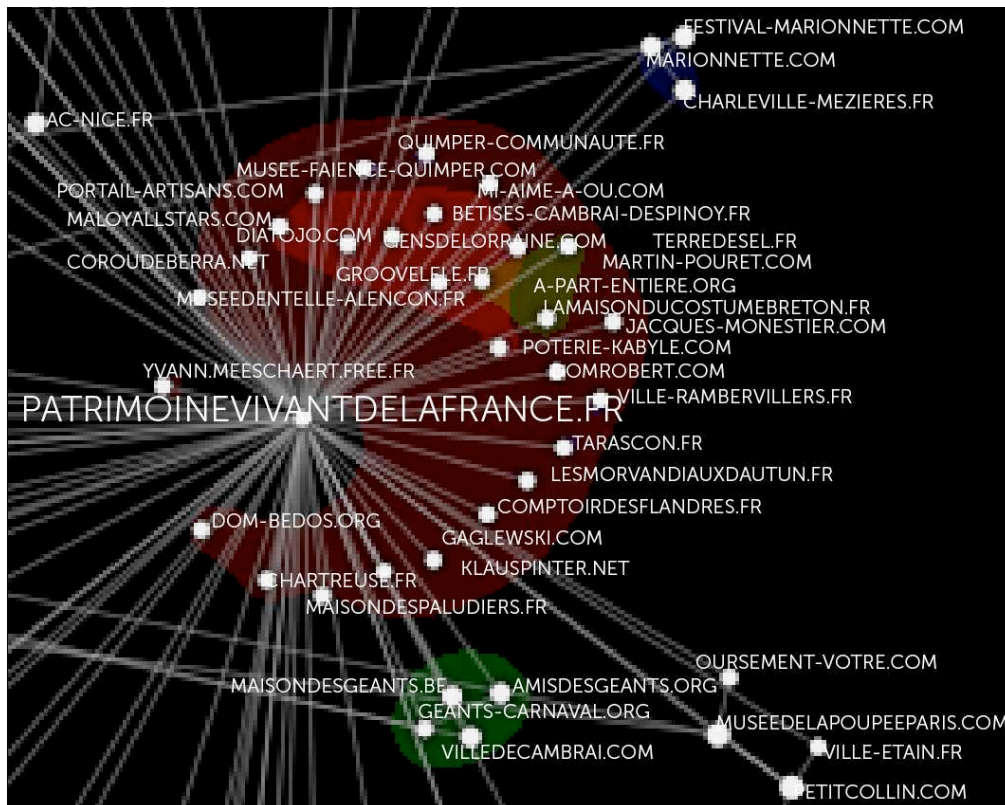 FESTIVAL-MARIONNETTE.COM
MARIONNETTE.COM
CHARLEVILLE-MEZIERES.FR
AC-NICE.FR
QUIMPER-COMMUNAUTE.FR
MUSEE-FAIENCE-QUIMPER.COM
PORTAIL-ARTISANS.COM
MI-AIME-A-OU.COM
MALOYALLSTARS.COM
BETISES-CAMBRAI-DESPINOY.FR
DIATOJO.COM
GENSDELORRAINE.COM
TERREDESEL.FR
COROUDEBERRA.NET
MARTIN-POURET.COM
GROOVELELE.FR
A-PART-ENTIERE.ORG
MUSEEDENTELLE-ALENCON.FR
LAMAISONDUCOSTUMEBRETON.FR
JACQUES-MONESTIER.COM
POTERIE-KABYLE.COM
YVANN.MEESCHAERT.FREE.FR
DOMROBERT.COM
VILLE-RAMBERVILLERS.FR
PATRIMOINEVIVANTDELAFRANCE.FR
TARASCON.FR
LESMORVANDIAUXDAUTUN.FR
COMPTOIRDESFLANDRES.FR
DOM-BEDOS.ORG
GAGLEWSKI.COM
KLAUSPINTER.NET
CHARTREUSE.FR
MAISONDESPALUDIERS.FR
OURSEMENT-VOTRE.COM
MAISONDESGEANTS.BE
AMISDESGEANTS.ORG
GEANTS-CARNAVAL.ORG
MUSEEDELAPOUPEEPARIS.COM
VILLEDECAMBRAI.COM
VILLE-ETAIN.FR
PETITCOLLIN.COM